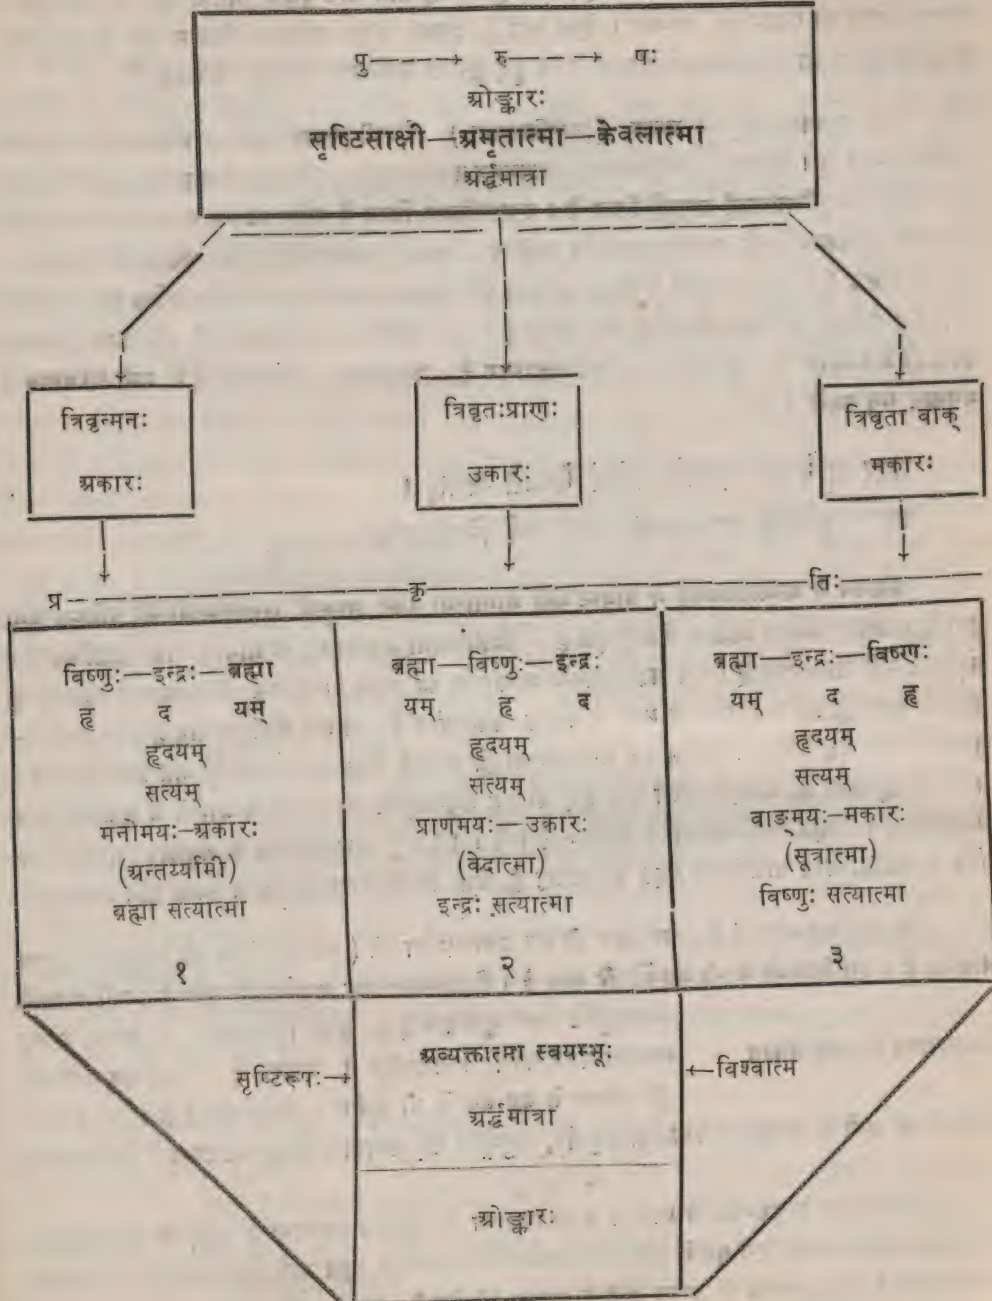 पु————→ रु———→ षः
ओङ्कारः
सृष्टिसाक्षी—अमृतात्मा—केवलात्मा
अर्द्धमात्रा
त्रिवृन्मनः
अकारः
त्रिवृतःप्राणः
उकारः
त्रिवृता वाक्
मकारः
प्र————कृ————तिः
विष्णुः—इन्द्रः—ब्रह्मा
हृ द यम्
हृदयम्
सत्यम्
मनोमयः—अकारः
(अन्तर्य्यामी)
ब्रह्मा सत्यात्मा
१
ब्रह्मा—विष्णुः—इन्द्रः
यम् हृ द
हृदयम्
सत्यम्
प्राणमयः—उकारः
(वेदात्मा)
इन्द्रः सत्यात्मा
२
ब्रह्मा—इन्द्रः—विष्णः
यम् द हृ
हृदयम्
सत्यम्
वाङ्मयः—मकारः
(सूत्रात्मा)
विष्णुः सत्यात्मा
३
सृष्टिरूपः→
अव्यक्तात्मा स्वयम्भूः
←विश्वात्म
अर्द्धमात्रा
ओङ्कारः